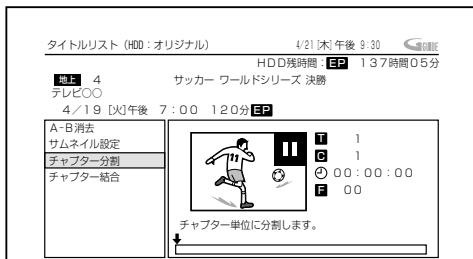 タイトルリスト（HDD：オリジナル） 4/21[木]午後 9:30 GGUIDE
HDD残時間：EP 137時間05分
地上 4 サッカー ワールドシリーズ 決勝
テレビ○○
4／19 [火]午後 7：00 120分 EP
A-B消去
サムネイル設定
チャプター分割
チャプター結合
11
T 1
C 1
00：00：00
F 00
チャプター単位に分割します。